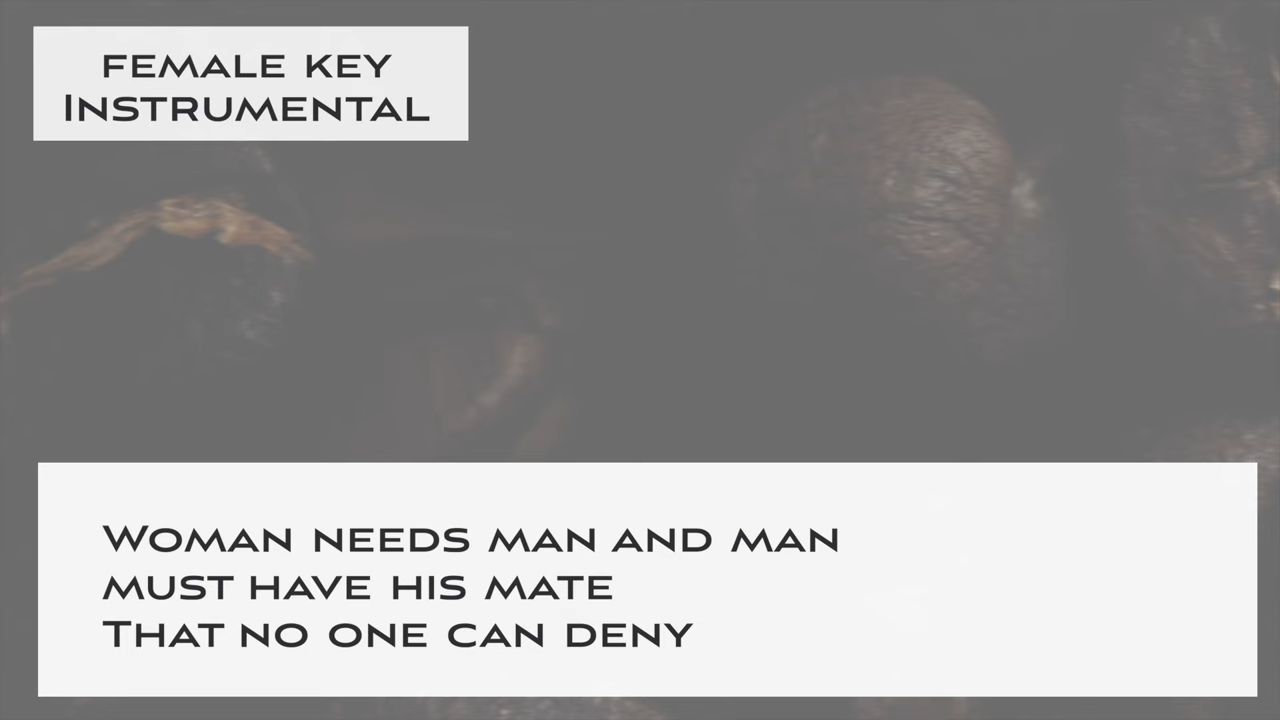 FEMALE KEY
INSTRUMENTAL
WOMAN NEEDS MAN AND MAN
MUST HAVE HIS MATE
THAT NO ONE CAN DENY